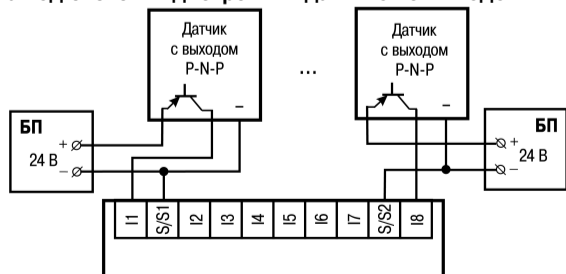 Датчик
с выходом
P-N-P
–
...
Датчик
с выходом
P-N-P
–
БП
+
24 В
–
БП
+
24 В
–
I1
S/S1
I2
I3
I4
I5
I6
I7
S/S2
I8